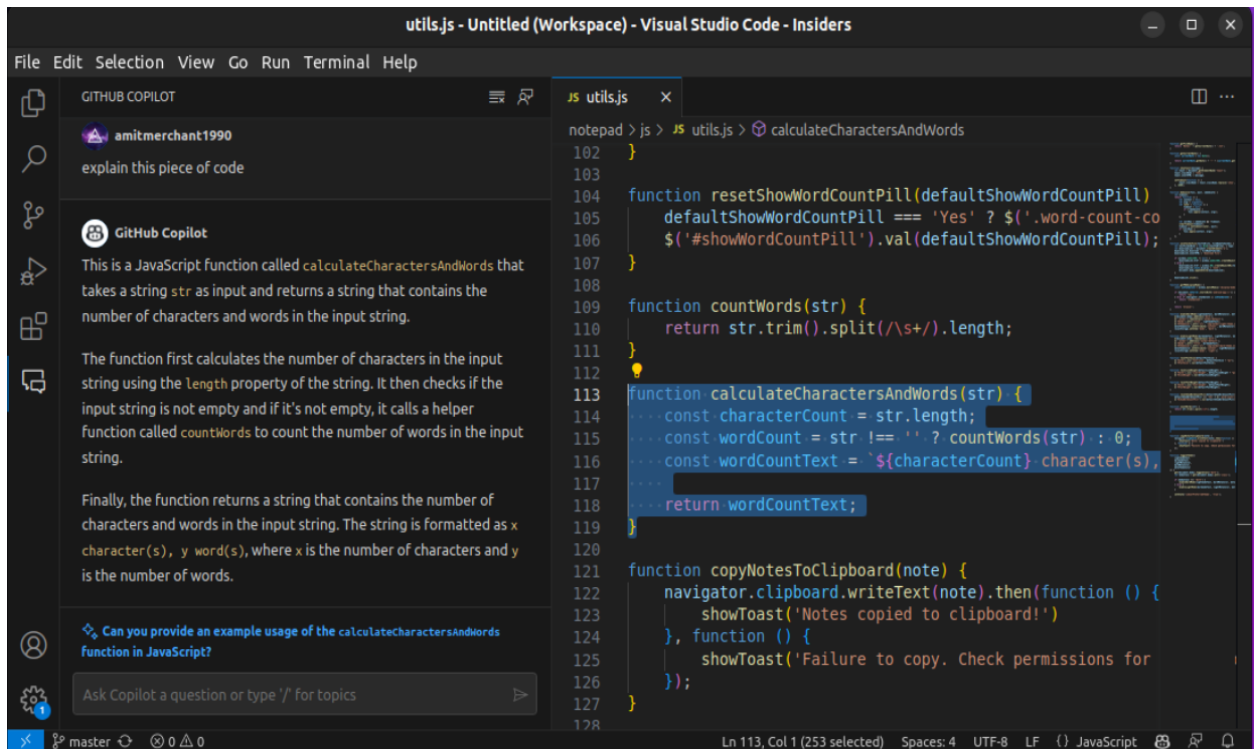 utils.js - Untitled (Workspace) - Visual Studio Code - Insiders
File Edit Selection View Go Run Terminal Help
GITHUB COPILOT
amitmerchant1990
explain this piece of code
GitHub Copilot
This is a JavaScript function called calculateCharactersAndWords that
takes a string str as input and returns a string that contains the
number of characters and words in the input string.
The function first calculates the number of characters in the input
string using the length property of the string. It then checks if the
input string is not empty and if it's not empty, it calls a helper
function called countWords to count the number of words in the input
string.
Finally, the function returns a string that contains the number of
characters and words in the input string. The string is formatted as x
character(s), y word(s), where x is the number of characters and y
is the number of words.
Can you provide an example usage of the calculateCharactersAndWords
function in JavaScript?
Ask Copilot a question or type '/' for topics
JS utils.js
notepad > js > JS utils.js > calculateCharactersAndWords
102 }
103
104 function resetShowWordCountPill(defaultShowWordCountPill)
105 defaultShowWordCountPill === 'Yes' ? $('.word-count-co
106 $('#showWordCountPill').val(defaultShowWordCountPill);
107 }
108
109 function countWords(str) {
110 return str.trim().split(/\s+/).length;
111 }
112
113 function calculateCharactersAndWords(str) {
114 const characterCount = str.length;
115 const wordCount = str !== '' ? countWords(str) : 0;
116 const wordCountText = `${characterCount} character(s),
117
118 return wordCountText;
119 }
120
121 function copyNotesToClipboard(note) {
122 navigator.clipboard.writeText(note).then(function () {
123 showToast('Notes copied to clipboard!')
124 }, function () {
125 showToast('Failure to copy. Check permissions for
126 });
127 }
128
1
master 0 0 Ln 113, Col 1 (253 selected) Spaces: 4 UTF-8 LF {} JavaScript